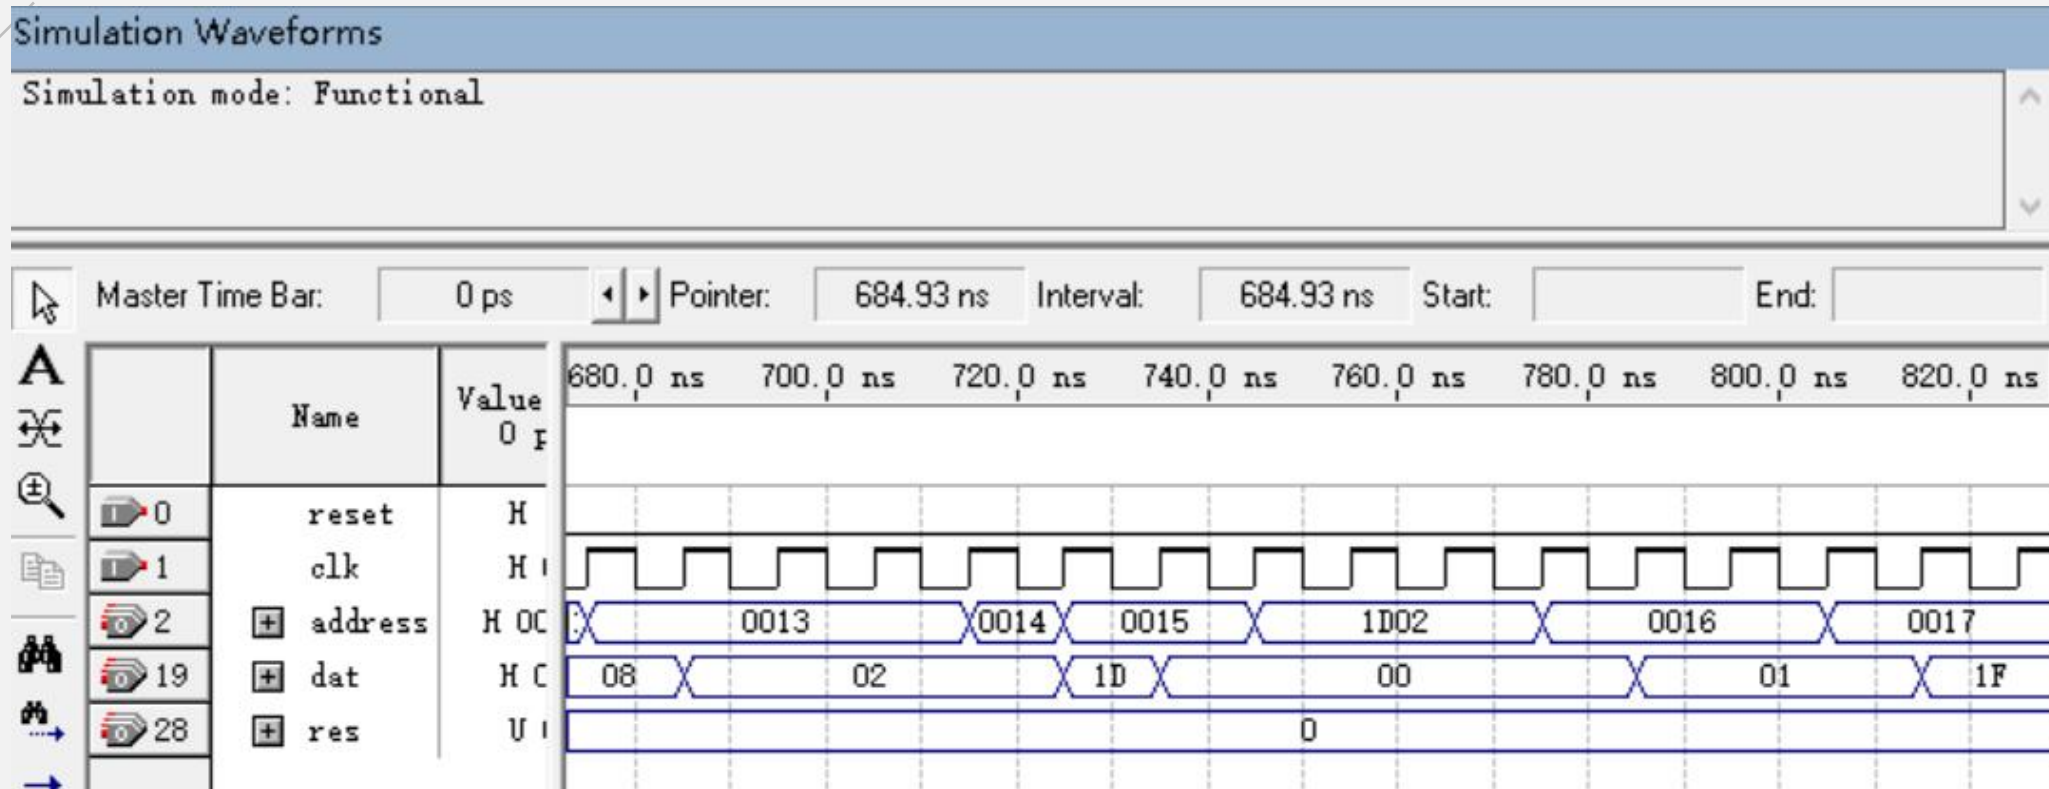 Simulation Waveforms
Simulation mode: Functional
Master Time Bar: 0 ps Pointer: 684.93 ns Interval: 684.93 ns Start: End:
A
Name
Value
0 p
680.0 ns 700.0 ns 720.0 ns 740.0 ns 760.0 ns 780.0 ns 800.0 ns 820.0 ns
0 reset H
1 clk H
2 address H 00 0013 0014 0015 1D02 0016 0017
19 dat H 08 02 1D 00 01 1F
28 res U 0